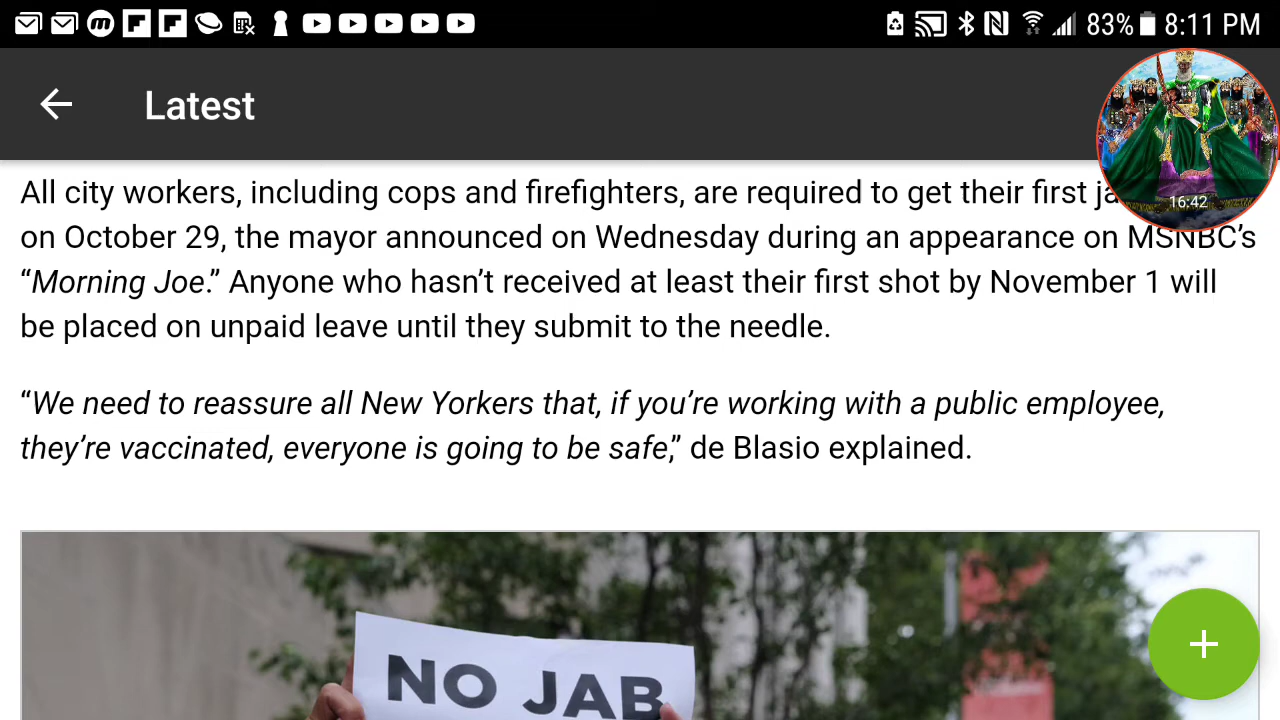 83% 8:11 PM
Latest
16:42
All city workers, including cops and firefighters, are required to get their first
on October 29, the mayor announced on Wednesday during an appearance on MSNBC’s
“Morning Joe.” Anyone who hasn’t received at least their first shot by November 1 will
be placed on unpaid leave until they submit to the needle.
“We need to reassure all New Yorkers that, if you’re working with a public employee,
they’re vaccinated, everyone is going to be safe,” de Blasio explained.
NO JAB